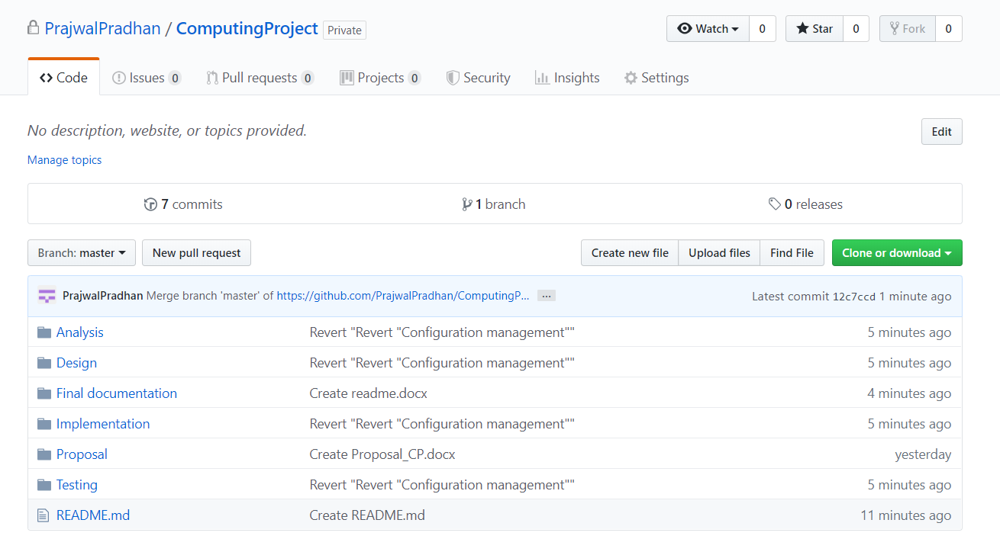 PrajwalPradhan / ComputingProject Private Watch 0 Star 0 Fork 0
Code Issues 0 Pull requests 0 Projects 0 Security Insights Settings
No description, website, or topics provided. Edit
Manage topics
7 commits 1 branch 0 releases
Branch: master New pull request Create new file Upload files Find File Clone or download
PrajwalPradhan Merge branch 'master' of https://github.com/PrajwalPradhan/ComputingP... ... Latest commit 12c7ccd 1 minute ago
Analysis Revert "Revert "Configuration management"" 5 minutes ago
Design Revert "Revert "Configuration management"" 5 minutes ago
Final documentation Create readme.docx 4 minutes ago
Implementation Revert "Revert "Configuration management"" 5 minutes ago
Proposal Create Proposal_CP.docx yesterday
Testing Revert "Revert "Configuration management"" 5 minutes ago
README.md Create README.md 11 minutes ago